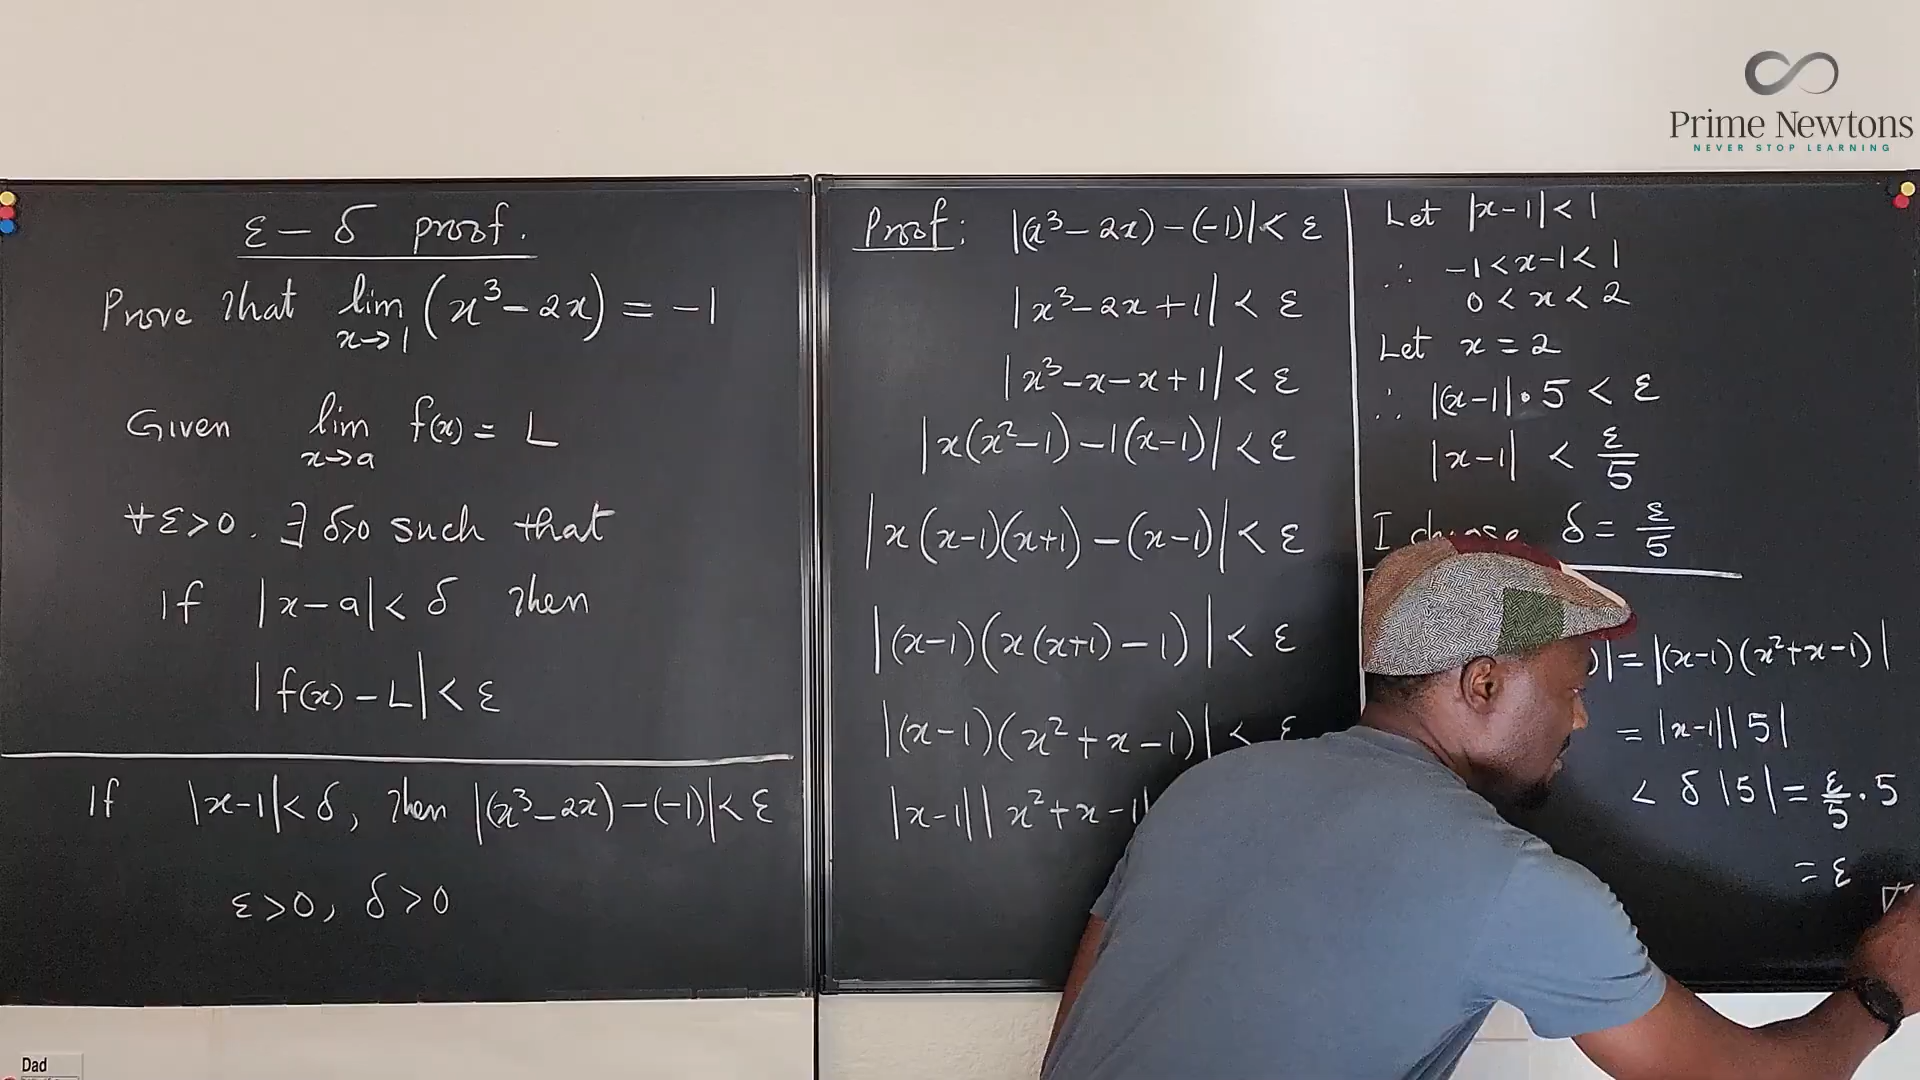 Prime Newtons
NEVER STOP LEARNING
ε – δ proof.
Prove that lim x→1 (x³ – 2x) = –1
Given lim x→a f(x) = L
∀ε>0. ∃ δ>0 such that
If |x – a| < δ then
|f(x) – L| < ε
If |x–1| < δ, then |(x³ – 2x) – (–1)| < ε
ε>0, δ>0
Proof: |(x³ – 2x) – (–1)| < ε
|x³ – 2x + 1| < ε
|x³ – x – x + 1| < ε
|x(x² – 1) – 1(x–1)| < ε
|x(x–1)(x+1) – (x–1)| < ε
|(x–1)(x(x+1) – 1)| < ε
|(x–1)(x² + x – 1)| < ε
|x–1||x² + x – 1|
Let |x–1| < 1
∴ –1 < x–1 < 1
0 < x < 2
Let x = 2
∴ |(x–1|·5 < ε
|x–1| < ε/5
I choose δ = ε/5
)| = |(x–1)(x²+x–1)|
= |x–1||5|
< δ|5| = ε/5 · 5
= ε
Dad